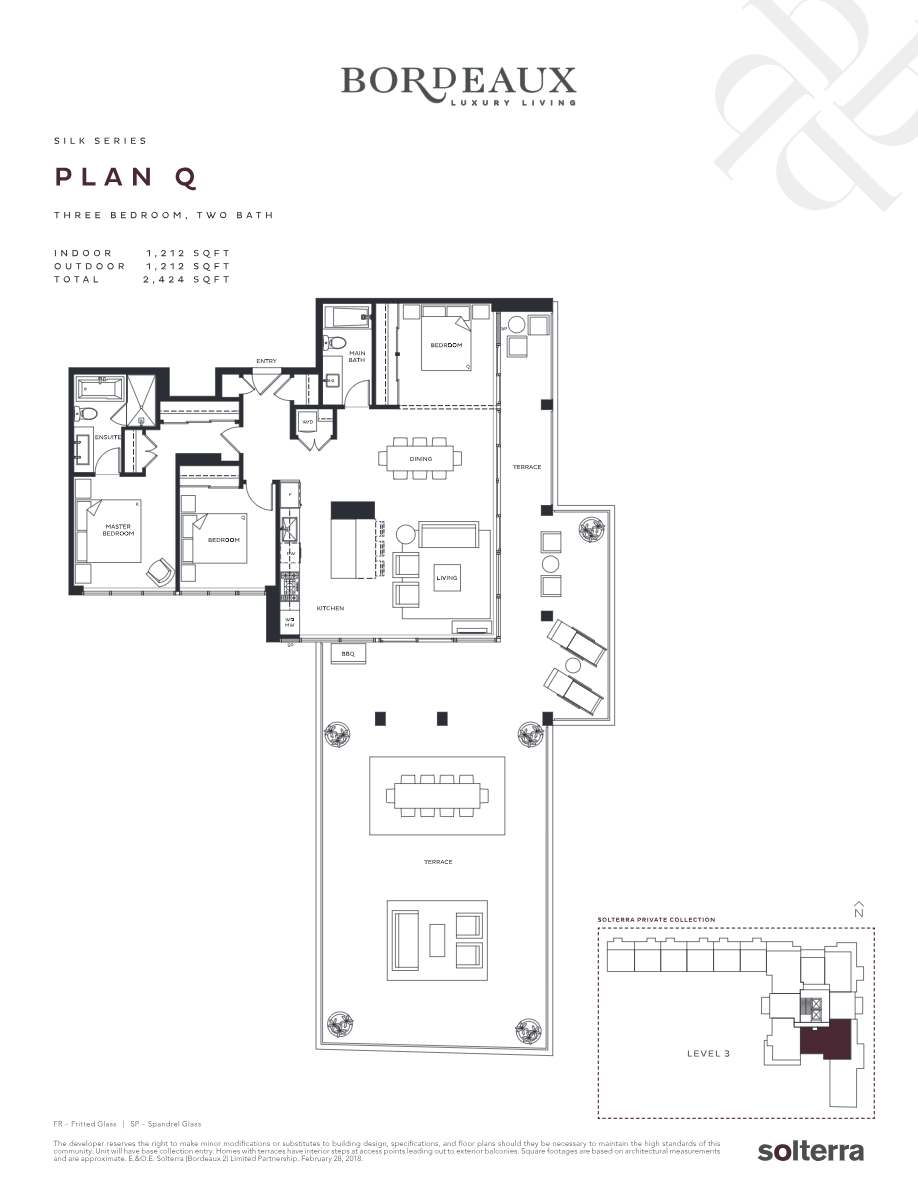 BORDEAUX
LUXURY LIVING
SILK SERIES
PLAN Q
THREE BEDROOM, TWO BATH
INDOOR 1,212 SQFT
OUTDOOR 1,212 SQFT
TOTAL 2,424 SQFT
ENTRY
MAIN
BATH
BEDROOM
Q
SP
ENSUITE
W/D
DINING
TERRACE
K
MASTER
BEDROOM
Q
BEDROOM
F
DW
LIVING
KITCHEN
WO
MW
SP
BBQ
TERRACE
N
SOLTERRA PRIVATE COLLECTION
LEVEL 3
FR – Fritted Glass | SP – Spandrel Glass
The developer reserves the right to make minor modifications or substitutes to building design, specifications, and floor plans should they be necessary to maintain the high standards of this
community. Unit will have base collection entry. Homes with terraces have interior steps at access points leading out to exterior balconies. Square footages are based on architectural measurements
and are approximate. E.&O.E. Solterra (Bordeaux 2) Limited Partnership. February 28, 2018.
solterra